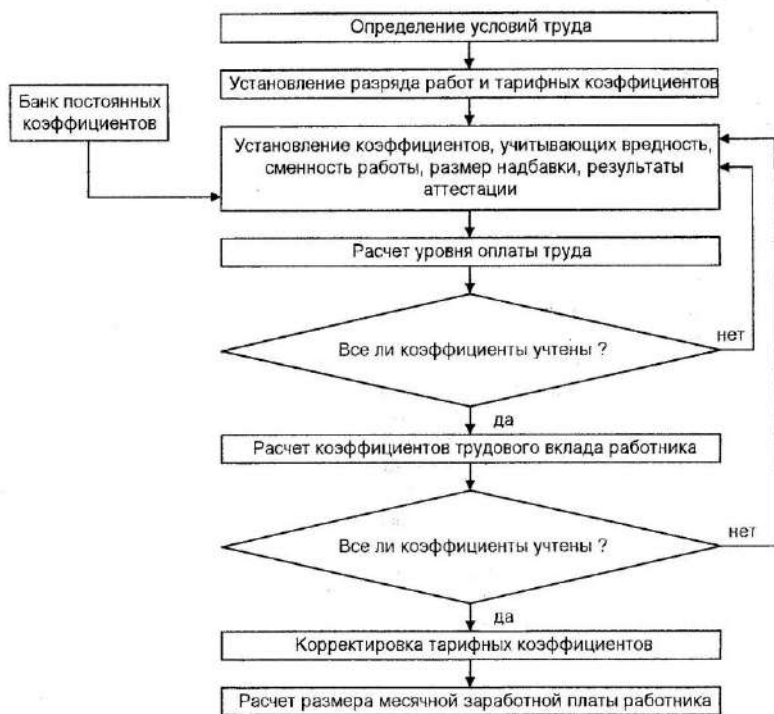 Определение условий труда
Установление разряда работ и тарифных коэффициентов
Банк постоянных
коэффициентов
Установление коэффициентов, учитывающих вредность,
сменность работы, размер надбавки, результаты
аттестации
Расчет уровня оплаты труда
Все ли коэффициенты учтены ?
нет
да
Расчет коэффициентов трудового вклада работника
Все ли коэффициенты учтены ?
нет
да
Корректировка тарифных коэффициентов
Расчет размера месячной заработной платы работника